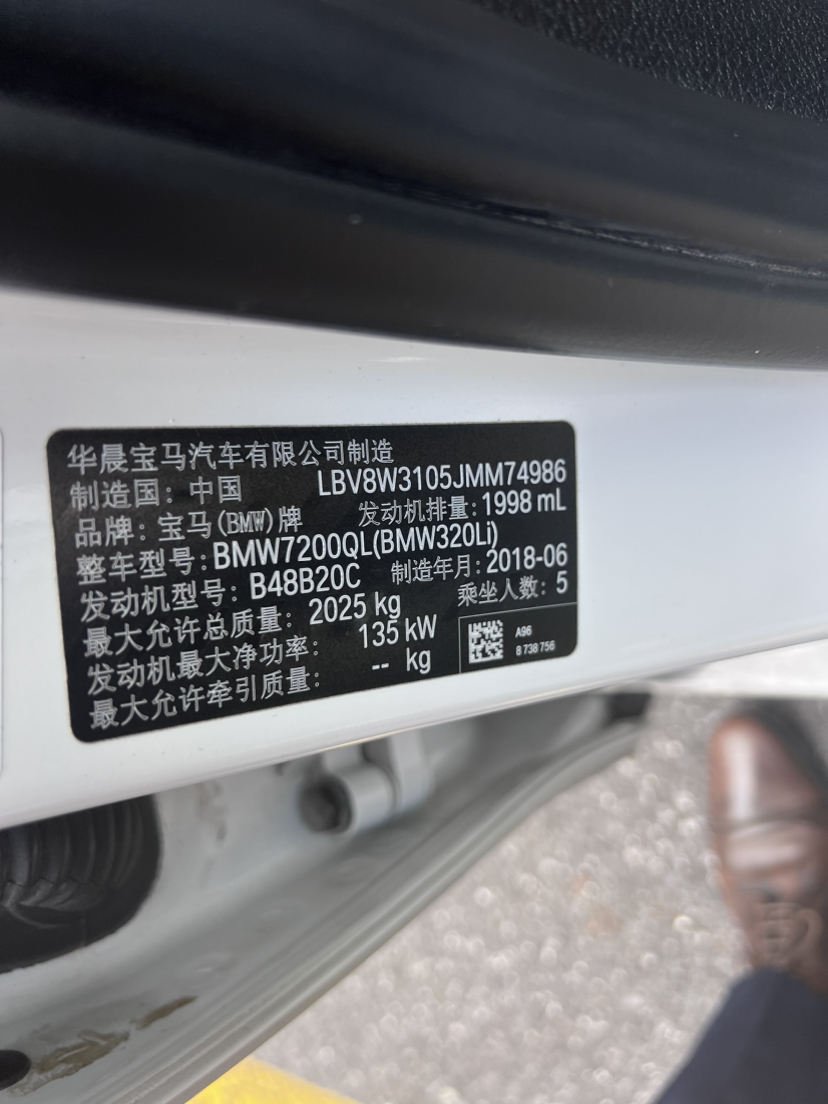 华晨宝马汽车有限公司制造
制造国：中国 LBV8W3105JMM74986
品牌：宝马(BMW)牌 发动机排量：1998 mL
整车型号：BMW7200QL(BMW320Li)
发动机型号：B48B20C 制造年月：2018-06
最大允许总质量：2025 kg 乘坐人数：5
发动机最大净功率：135 kW
最大允许牵引质量：-- kg
A96
8 738 756